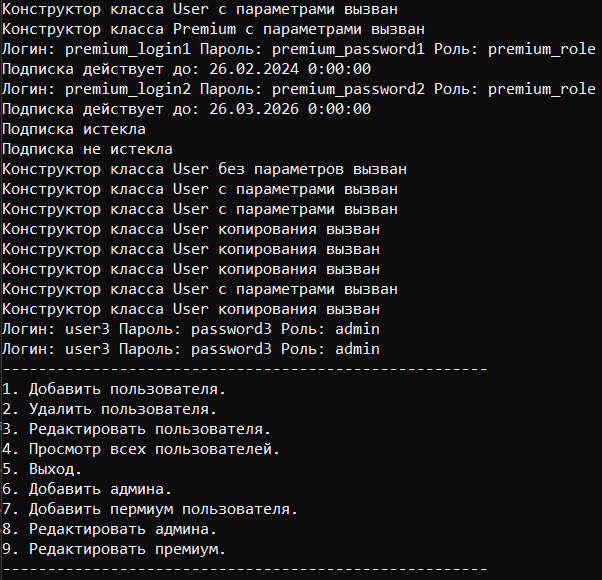 Конструктор класса User с параметрами вызван
Конструктор класса Premium с параметрами вызван
Логин: premium_login1 Пароль: premium_password1 Роль: premium_role
Подписка действует до: 26.02.2024 0:00:00
Логин: premium_login2 Пароль: premium_password2 Роль: premium_role
Подписка действует до: 26.03.2026 0:00:00
Подписка истекла
Подписка не истекла
Конструктор класса User без параметров вызван
Конструктор класса User с параметрами вызван
Конструктор класса User с параметрами вызван
Конструктор класса User копирования вызван
Конструктор класса User копирования вызван
Конструктор класса User копирования вызван
Конструктор класса User с параметрами вызван
Конструктор класса User копирования вызван
Логин: user3 Пароль: password3 Роль: admin
Логин: user3 Пароль: password3 Роль: admin
------------------------------------------------------
1. Добавить пользователя.
2. Удалить пользователя.
3. Редактировать пользователя.
4. Просмотр всех пользователей.
5. Выход.
6. Добавить админа.
7. Добавить пермиум пользователя.
8. Редактировать админа.
9. Редактировать премиум.
------------------------------------------------------